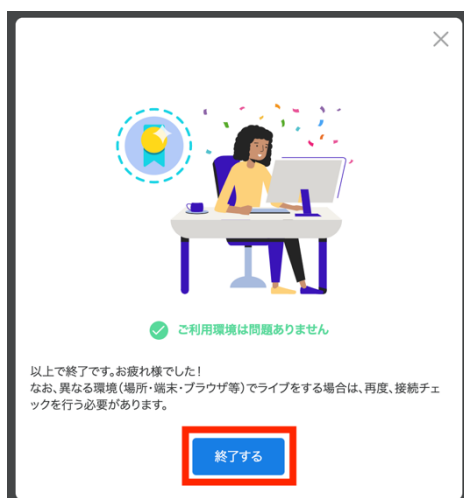 ご利用環境は問題ありません
以上で終了です。お疲れ様でした！
なお、異なる環境（場所・端末・ブラウザ等）でライブをする場合は、再度、接続チェ
ックを行う必要があります。
終了する